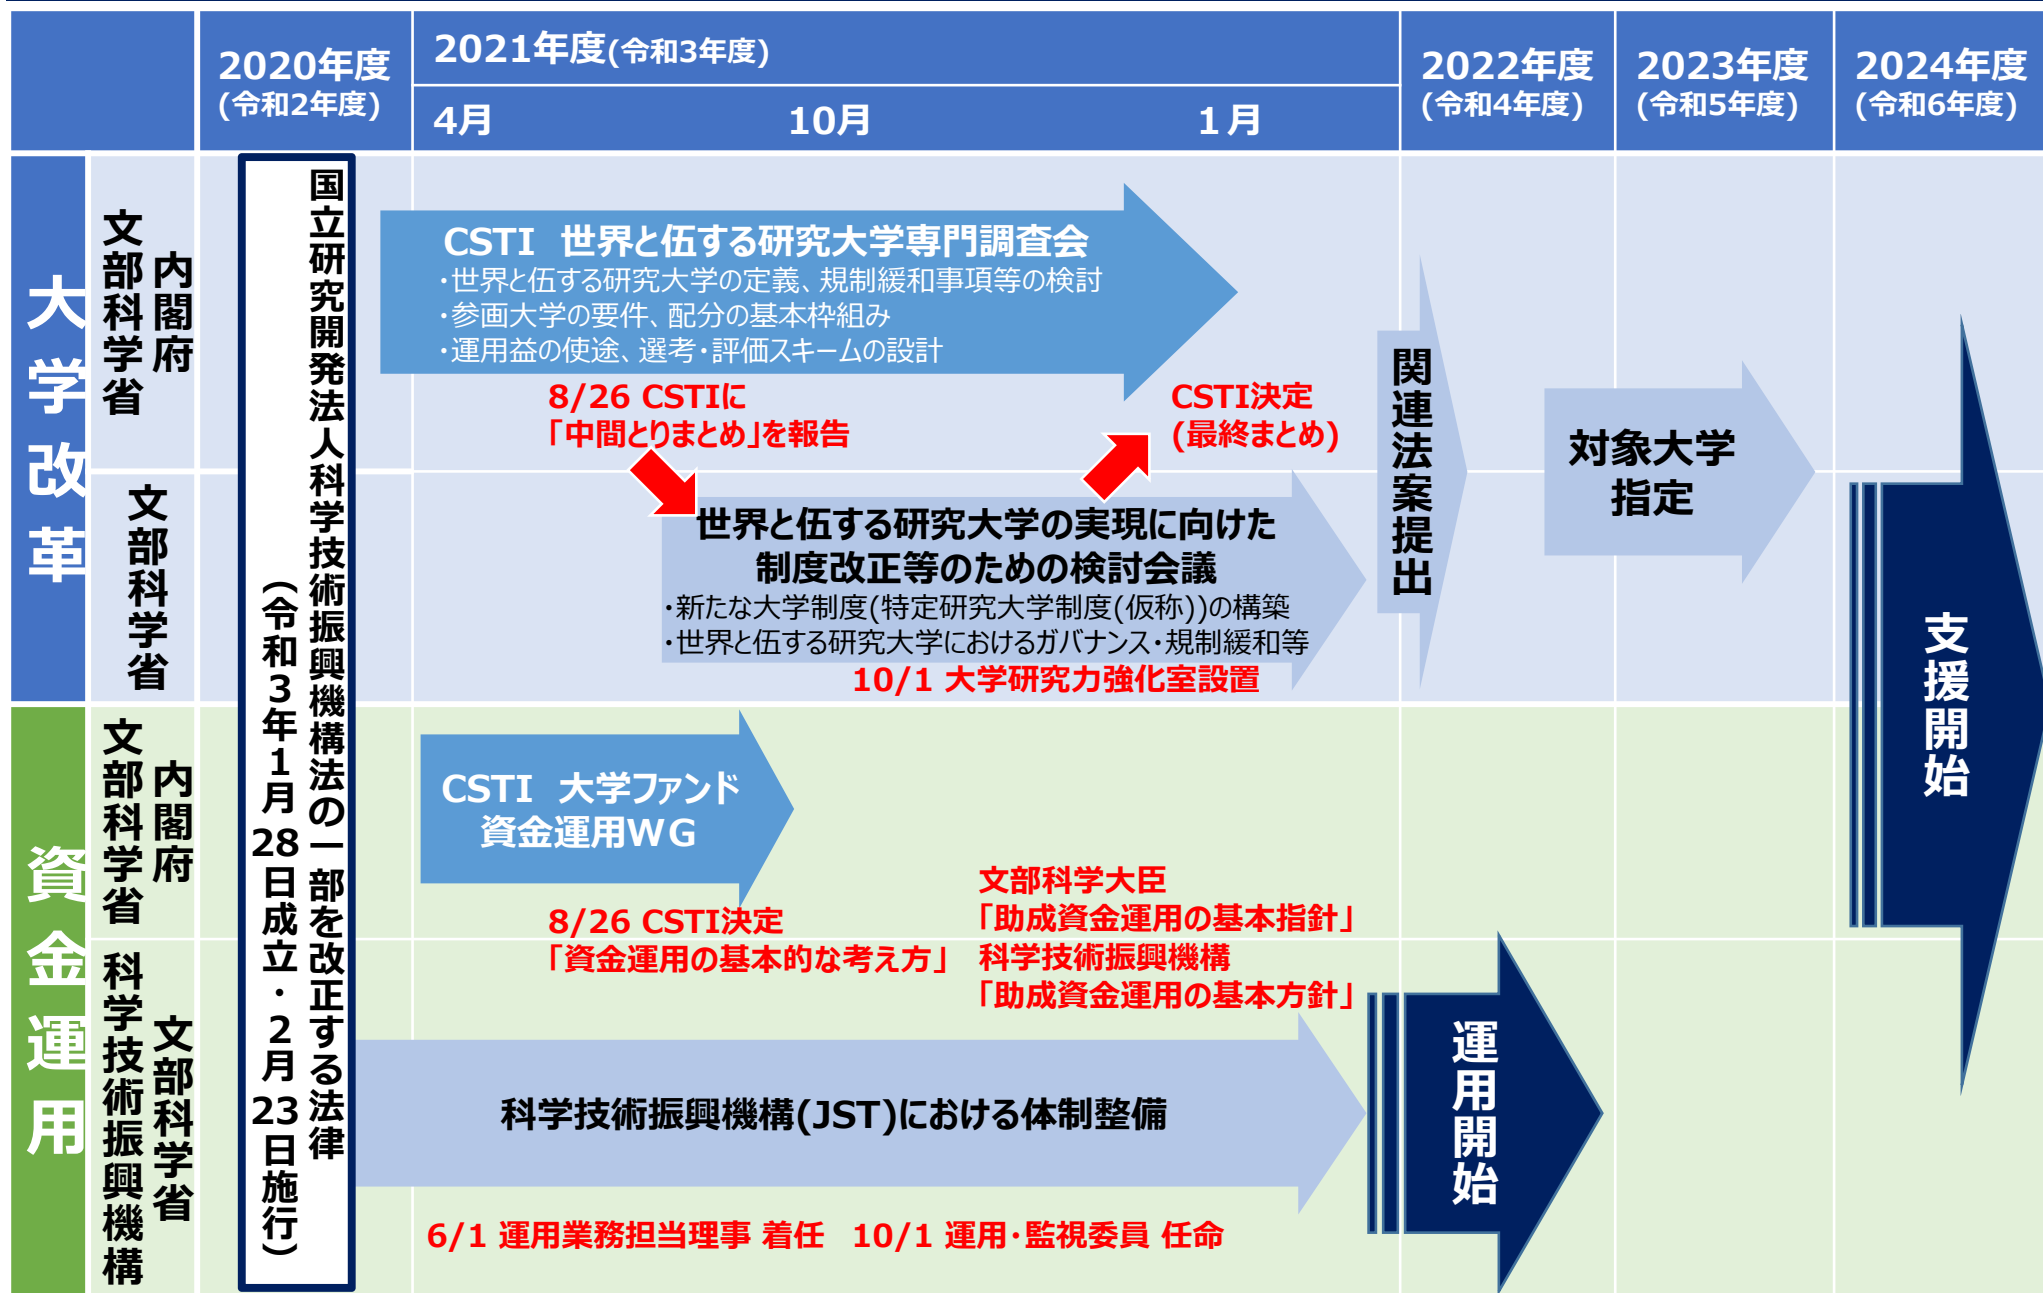 2020年度
(令和2年度)
2021年度(令和3年度)
4月
10月
1月
2022年度
(令和4年度)
2023年度
(令和5年度)
2024年度
(令和6年度)
大学改革
内閣府
文部科学省
文部科学省
資金運用
内閣府
文部科学省
文部科学省
科学技術振興機構
国立研究開発法人科学技術振興機構法の一部を改正する法律
(令和3年1月28日成立・2月23日施行)
CSTI 世界と伍する研究大学専門調査会
・世界と伍する研究大学の定義、規制緩和事項等の検討
・参画大学の要件、配分の基本枠組み
・運用益の使途、選考・評価スキームの設計
8/26 CSTIに
「中間とりまとめ」を報告
CSTI決定
(最終まとめ)
世界と伍する研究大学の実現に向けた
制度改正等のための検討会議
・新たな大学制度(特定研究大学制度(仮称))の構築
・世界と伍する研究大学におけるガバナンス・規制緩和等
10/1 大学研究力強化室設置
関連法案提出
対象大学
指定
支援開始
CSTI 大学ファンド
資金運用WG
8/26 CSTI決定
「資金運用の基本的な考え方」
文部科学大臣
「助成資金運用の基本指針」
科学技術振興機構
「助成資金運用の基本方針」
科学技術振興機構(JST)における体制整備
運用開始
6/1 運用業務担当理事 着任 10/1 運用・監視委員 任命